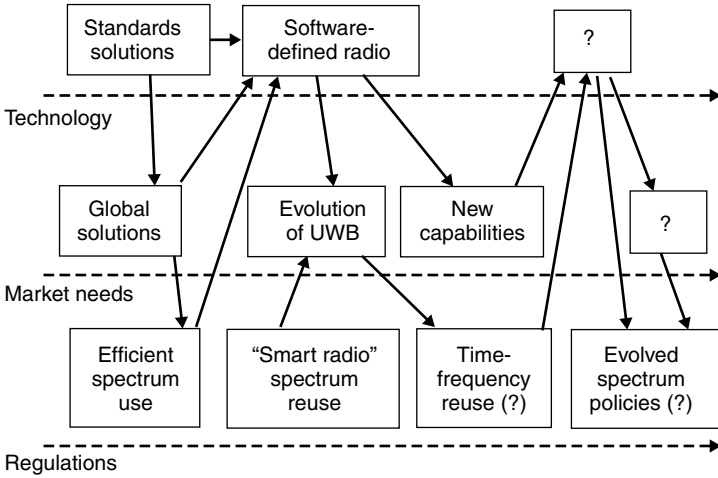 Standards
solutions
Software-
defined radio
?
Technology
Global
solutions
Evolution
of UWB
New
capabilities
?
Market needs
Efficient
spectrum
use
“Smart radio”
spectrum
reuse
Time-
frequency
reuse (?)
Evolved
spectrum
policies (?)
Regulations